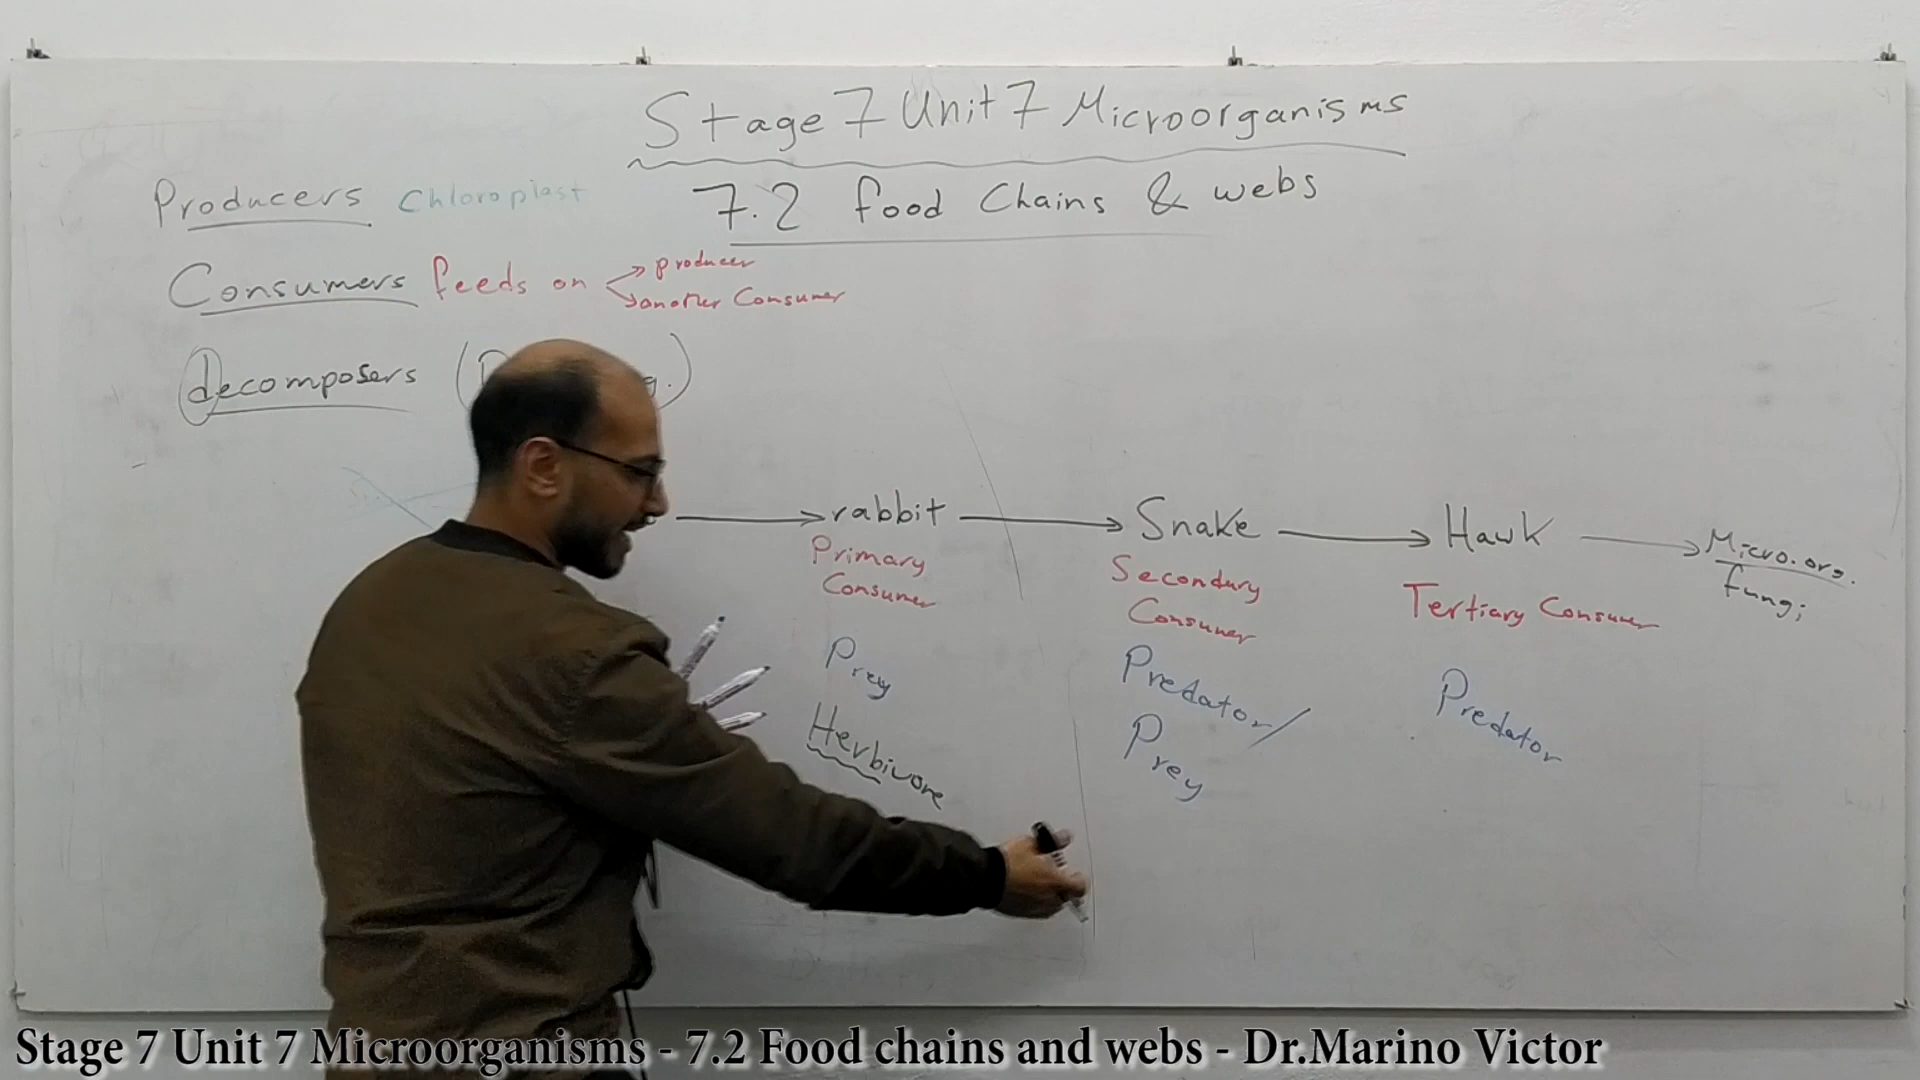 Stage 7 Unit 7 Microorganisms
7.2 food Chains & webs
Producers Chloroplast
Consumers feeds on producer
another Consumer
decomposers
rabbit Snake Hawk Micro.org.
fungi
Primary Consumer
Secondary Consumer
Tertiary Consumer
Prey
Herbivore
Predator/
Prey
Predator
Stage 7 Unit 7 Microorganisms - 7.2 Food chains and webs - Dr.Marino Victor